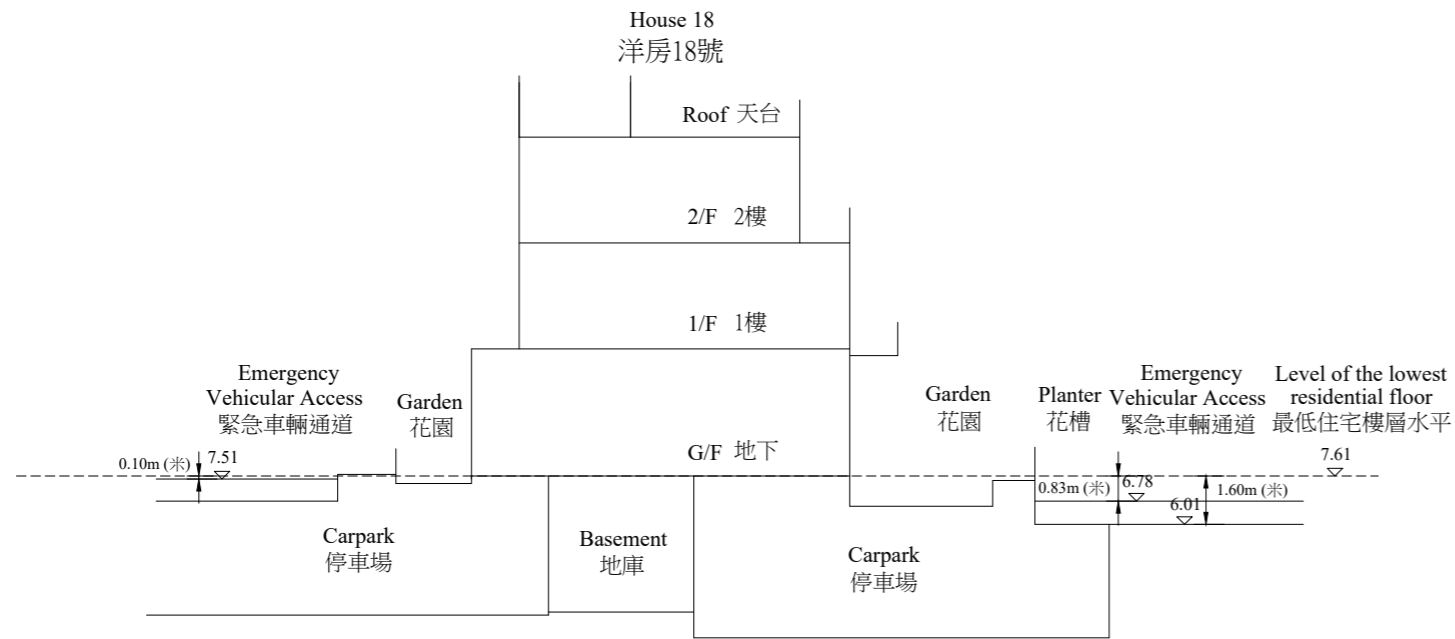 House 18
洋房18號
Roof 天台
2/F 2樓
1/F 1樓
Emergency
Vehicular Access
緊急車輛通道
Garden
花園
G/F 地下
Garden
花園
Planter
花槽
Emergency
Vehicular Access
緊急車輛通道
Level of the lowest
residential floor
最低住宅樓層水平
0.10m (米)
7.51
7.61
0.83m (米)
6.78
1.60m (米)
6.01
Carpark
停車場
Basement
地庫
Carpark
停車場